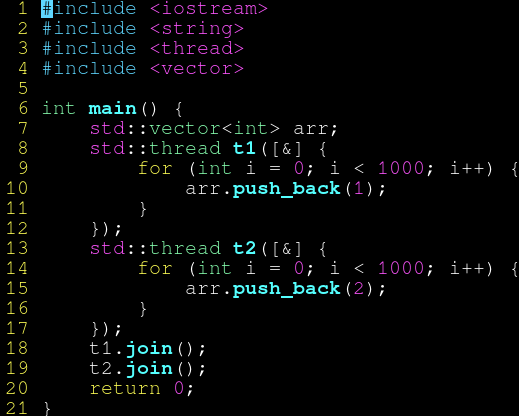 1 #include <iostream>
2 #include <string>
3 #include <thread>
4 #include <vector>
5
6 int main() {
7     std::vector<int> arr;
8     std::thread t1([&] {
9         for (int i = 0; i < 1000; i++) {
10             arr.push_back(1);
11         }
12     });
13     std::thread t2([&] {
14         for (int i = 0; i < 1000; i++) {
15             arr.push_back(2);
16         }
17     });
18     t1.join();
19     t2.join();
20     return 0;
21 }